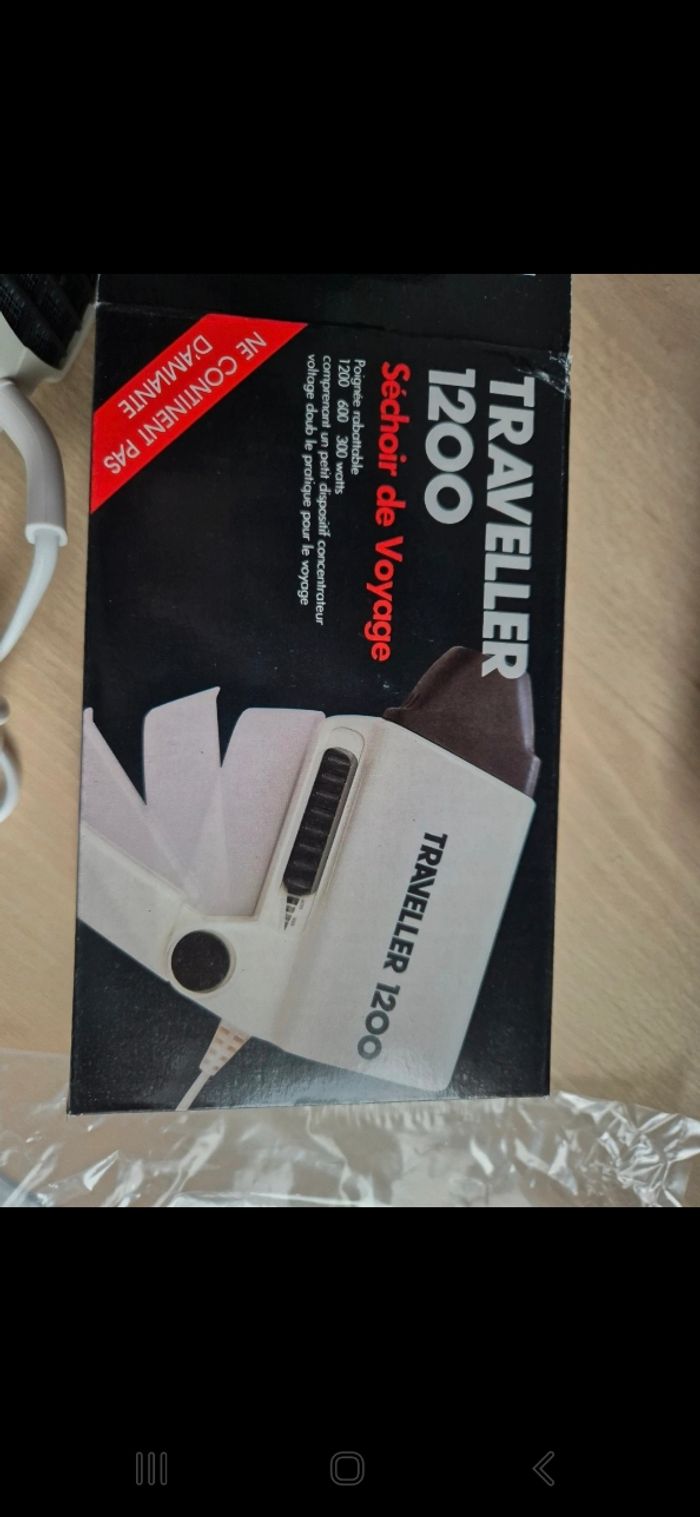 TRAVELLER
1200
Séchoir de Voyage
Poignée rabattable
1200 600 300 watts
comprenant un petit dispositif concentrateur
voltage doub le pratique pour le voyage
NE CONTINENT PAS
D'AMIANTE
TRAVELLER 1200